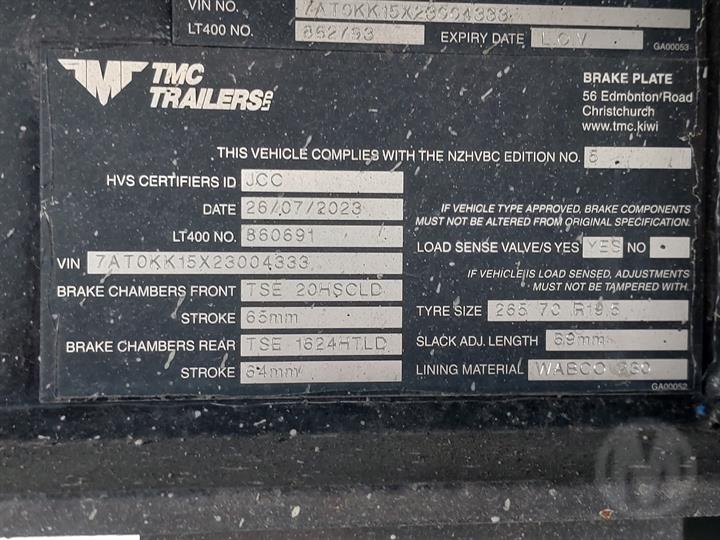 VIN NO. 7AT0KK15X23004333
LT400 NO. 862753 EXPIRY DATE L.O.V
GA00053
TMC
TRAILERS LTD
BRAKE PLATE
56 Edmonton Road
Christchurch
www.tmc.kiwi
THIS VEHICLE COMPLIES WITH THE NZHVBC EDITION NO. 5
HVS CERTIFIERS ID JCC
DATE 26/07/2023
LT400 NO. 860691
VIN 7AT0KK15X23004333
BRAKE CHAMBERS FRONT TSE 20HSCLD
STROKE 65mm
BRAKE CHAMBERS REAR TSE 1624HTLD
STROKE 64mm
IF VEHICLE TYPE APPROVED, BRAKE COMPONENTS
MUST NOT BE ALTERED FROM ORIGINAL SPECIFICATION.
LOAD SENSE VALVE/S YES YES NO •
IF VEHICLE IS LOAD SENSED, ADJUSTMENTS
MUST NOT BE TAMPERED WITH.
TYRE SIZE 265 70 R19.5
SLACK ADJ. LENGTH 69mm
LINING MATERIAL WABCO
GA00052